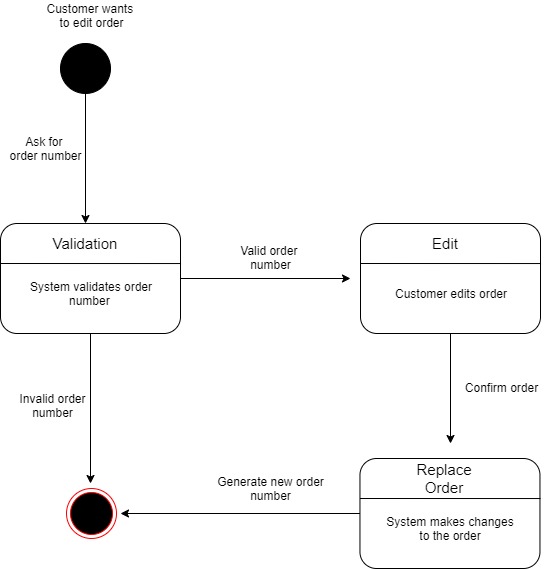 Customer wants
to edit order
Ask for
order number
Validation
System validates order
number
Valid order
number
Edit
Customer edits order
Invalid order
number
Confirm order
Replace
Order
System makes changes
to the order
Generate new order
number